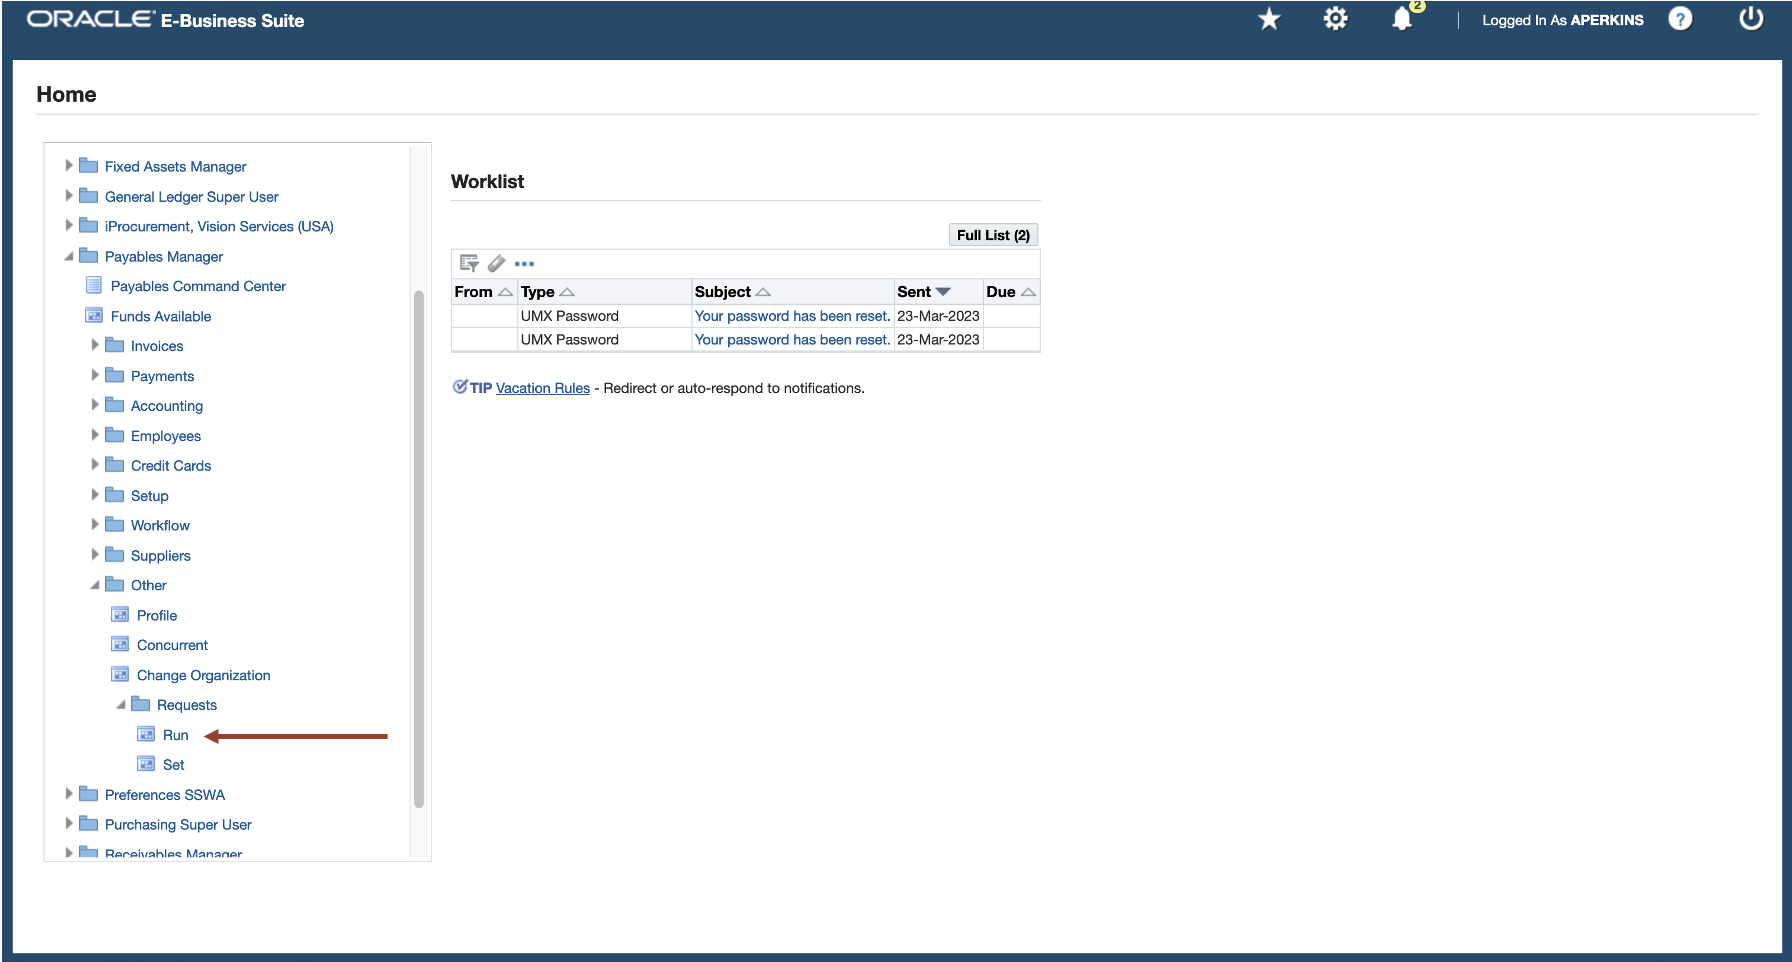 ORACLE E-Business Suite
2
Logged In As APERKINS
?
Home
Fixed Assets Manager
General Ledger Super User
iProcurement, Vision Services (USA)
Payables Manager
Payables Command Center
Funds Available
Invoices
Payments
Accounting
Employees
Credit Cards
Setup
Workflow
Suppliers
Other
Profile
Concurrent
Change Organization
Requests
Run
Set
Preferences SSWA
Purchasing Super User
Receivables Manager
Worklist
Full List (2)
From Type Subject Sent Due
UMX Password Your password has been reset. 23-Mar-2023
UMX Password Your password has been reset. 23-Mar-2023
TIP Vacation Rules - Redirect or auto-respond to notifications.